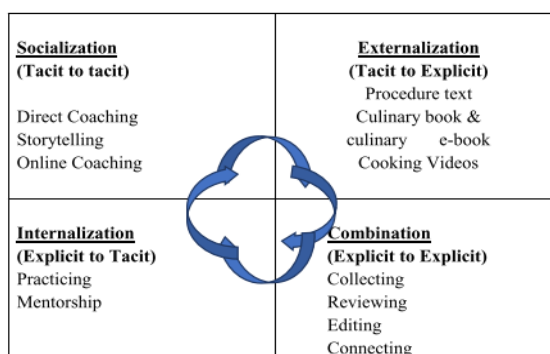 Socialization
(Tacit to tacit)
Direct Coaching
Storytelling
Online Coaching
Externalization
(Tacit to Explicit)
Procedure text
Culinary book &
culinary e-book
Cooking Videos
Internalization
(Explicit to Tacit)
Practicing
Mentorship
Combination
(Explicit to Explicit)
Collecting
Reviewing
Editing
Connecting